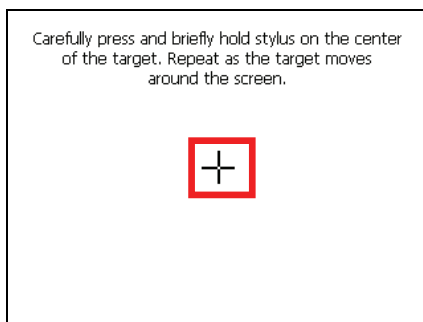 Carefully press and briefly hold stylus on the center
of the target. Repeat as the target moves
around the screen.